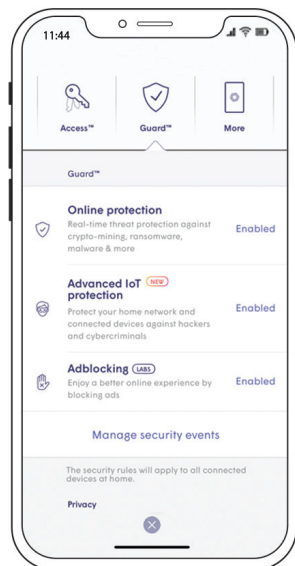 11:44
Access™ Guard™ More
Guard™
Online protection
Real-time threat protection against
crypto-mining, ransomware,
malware & more
Enabled
Advanced IoT NEW
protection
Protect your home network and
connected devices against hackers
and cybercriminals
Enabled
Adblocking LABS
Enjoy a better online experience by
blocking ads
Enabled
Manage security events
The security rules will apply to all connected
devices at home.
Privacy